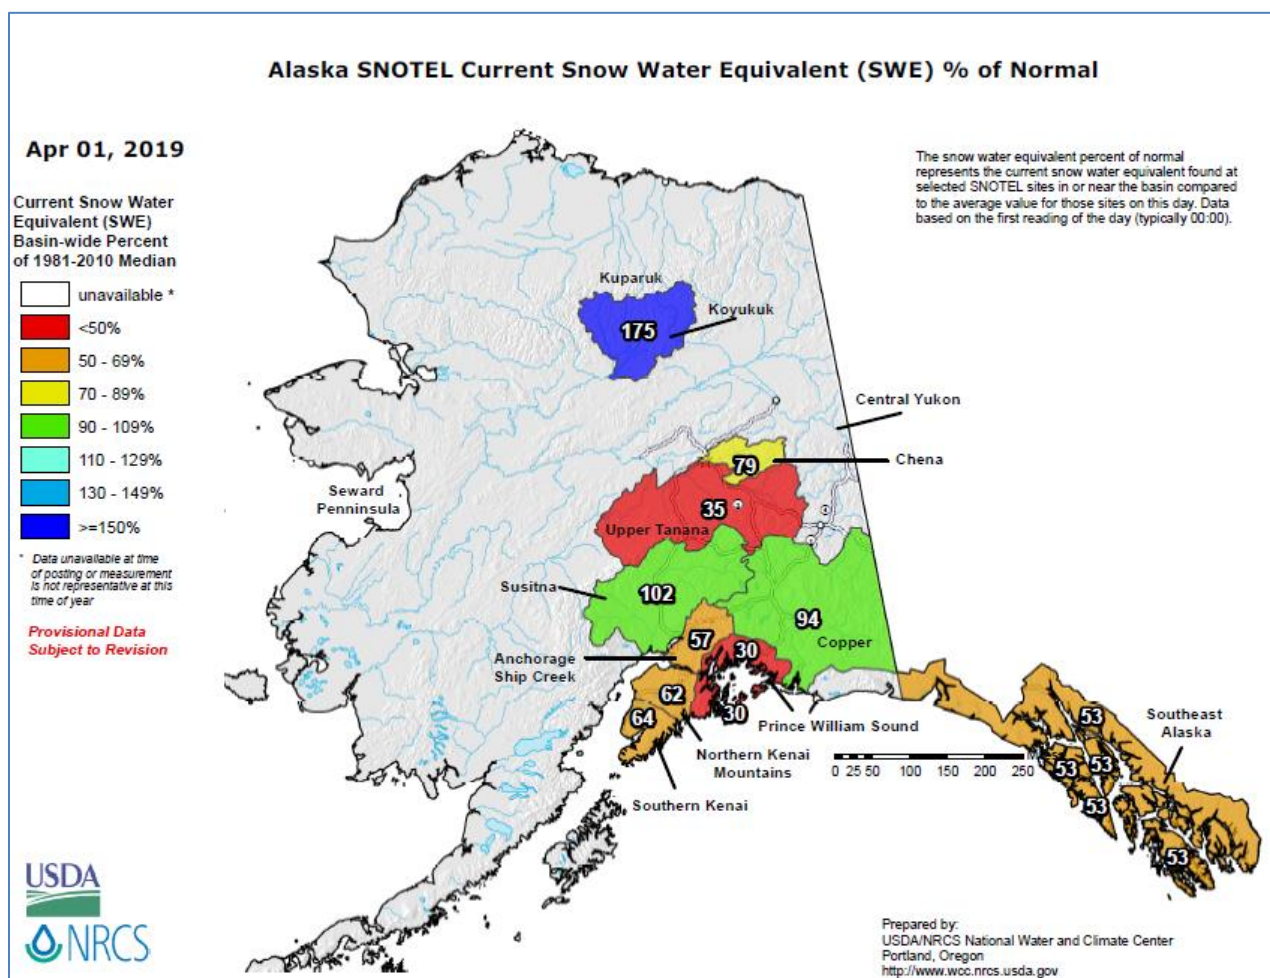 Alaska SNOTEL Current Snow Water Equivalent (SWE) % of Normal
Apr 01, 2019
The snow water equivalent percent of normal
represents the current snow water equivalent found at
selected SNOTEL sites in or near the basin compared
to the average value for those sites on this day. Data
based on the first reading of the day (typically 00:00).
Current Snow Water
Equivalent (SWE)
Basin-wide Percent
of 1981-2010 Median
unavailable *
<50%
50 - 69%
70 - 89%
90 - 109%
110 - 129%
130 - 149%
>=150%
* Data unavailable at time
of posting or measurement
is not representative at this
time of year
Provisional Data
Subject to Revision
Kuparuk
Koyukuk
175
Central Yukon
Chena
79
Seward
Penninsula
35
Upper Tanana
Susitna
102
94
Copper
57
30
Anchorage
Ship Creek
62
64
30
Prince William Sound
Northern Kenai
Mountains
Southern Kenai
0 25 50 100 150 200 250
53
Southeast
Alaska
53
53
53
53
USDA
NRCS
Prepared by:
USDA/NRCS National Water and Climate Center
Portland, Oregon
http://www.wcc.nrcs.usda.gov